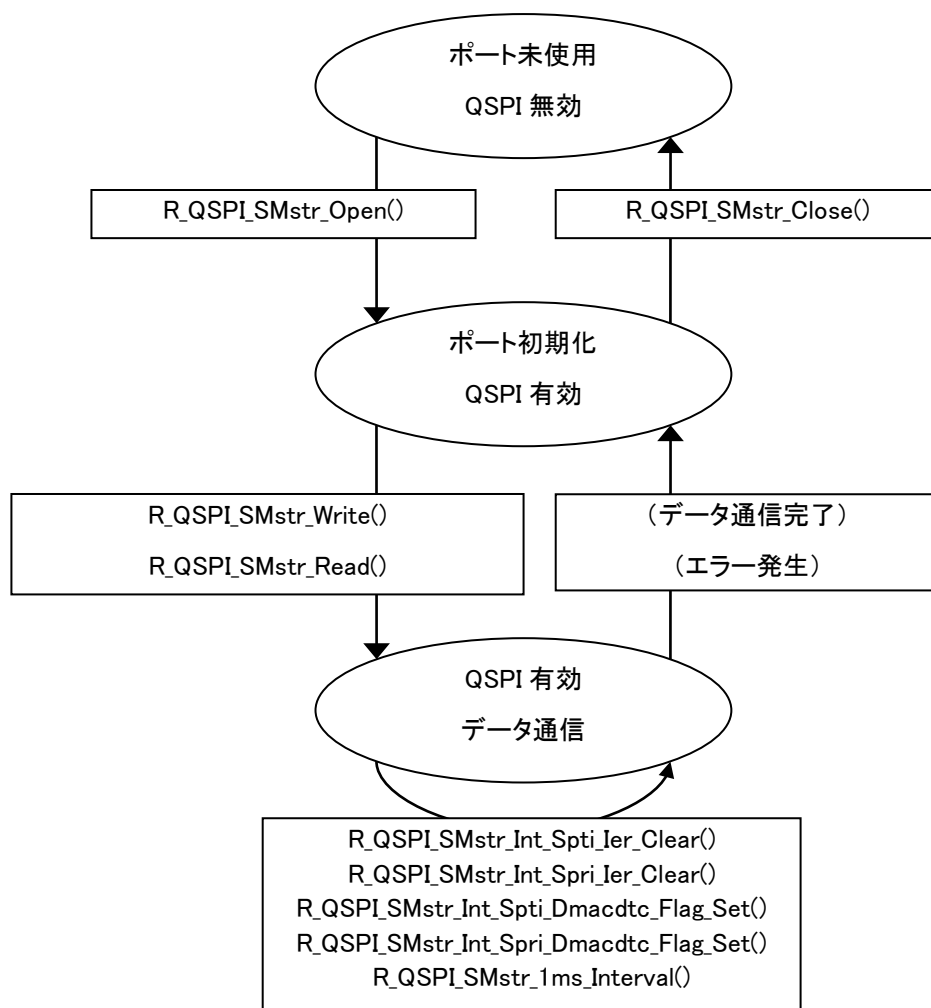 ポート未使用
QSPI 無効
R_QSPI_SMstr_Open()
R_QSPI_SMstr_Close()
ポート初期化
QSPI 有効
R_QSPI_SMstr_Write()
R_QSPI_SMstr_Read()
(データ通信完了)
(エラー発生)
QSPI 有効
データ通信
R_QSPI_SMstr_Int_Spti_Ier_Clear()
R_QSPI_SMstr_Int_Spri_Ier_Clear()
R_QSPI_SMstr_Int_Spti_Dmacdtc_Flag_Set()
R_QSPI_SMstr_Int_Spri_Dmacdtc_Flag_Set()
R_QSPI_SMstr_1ms_Interval()